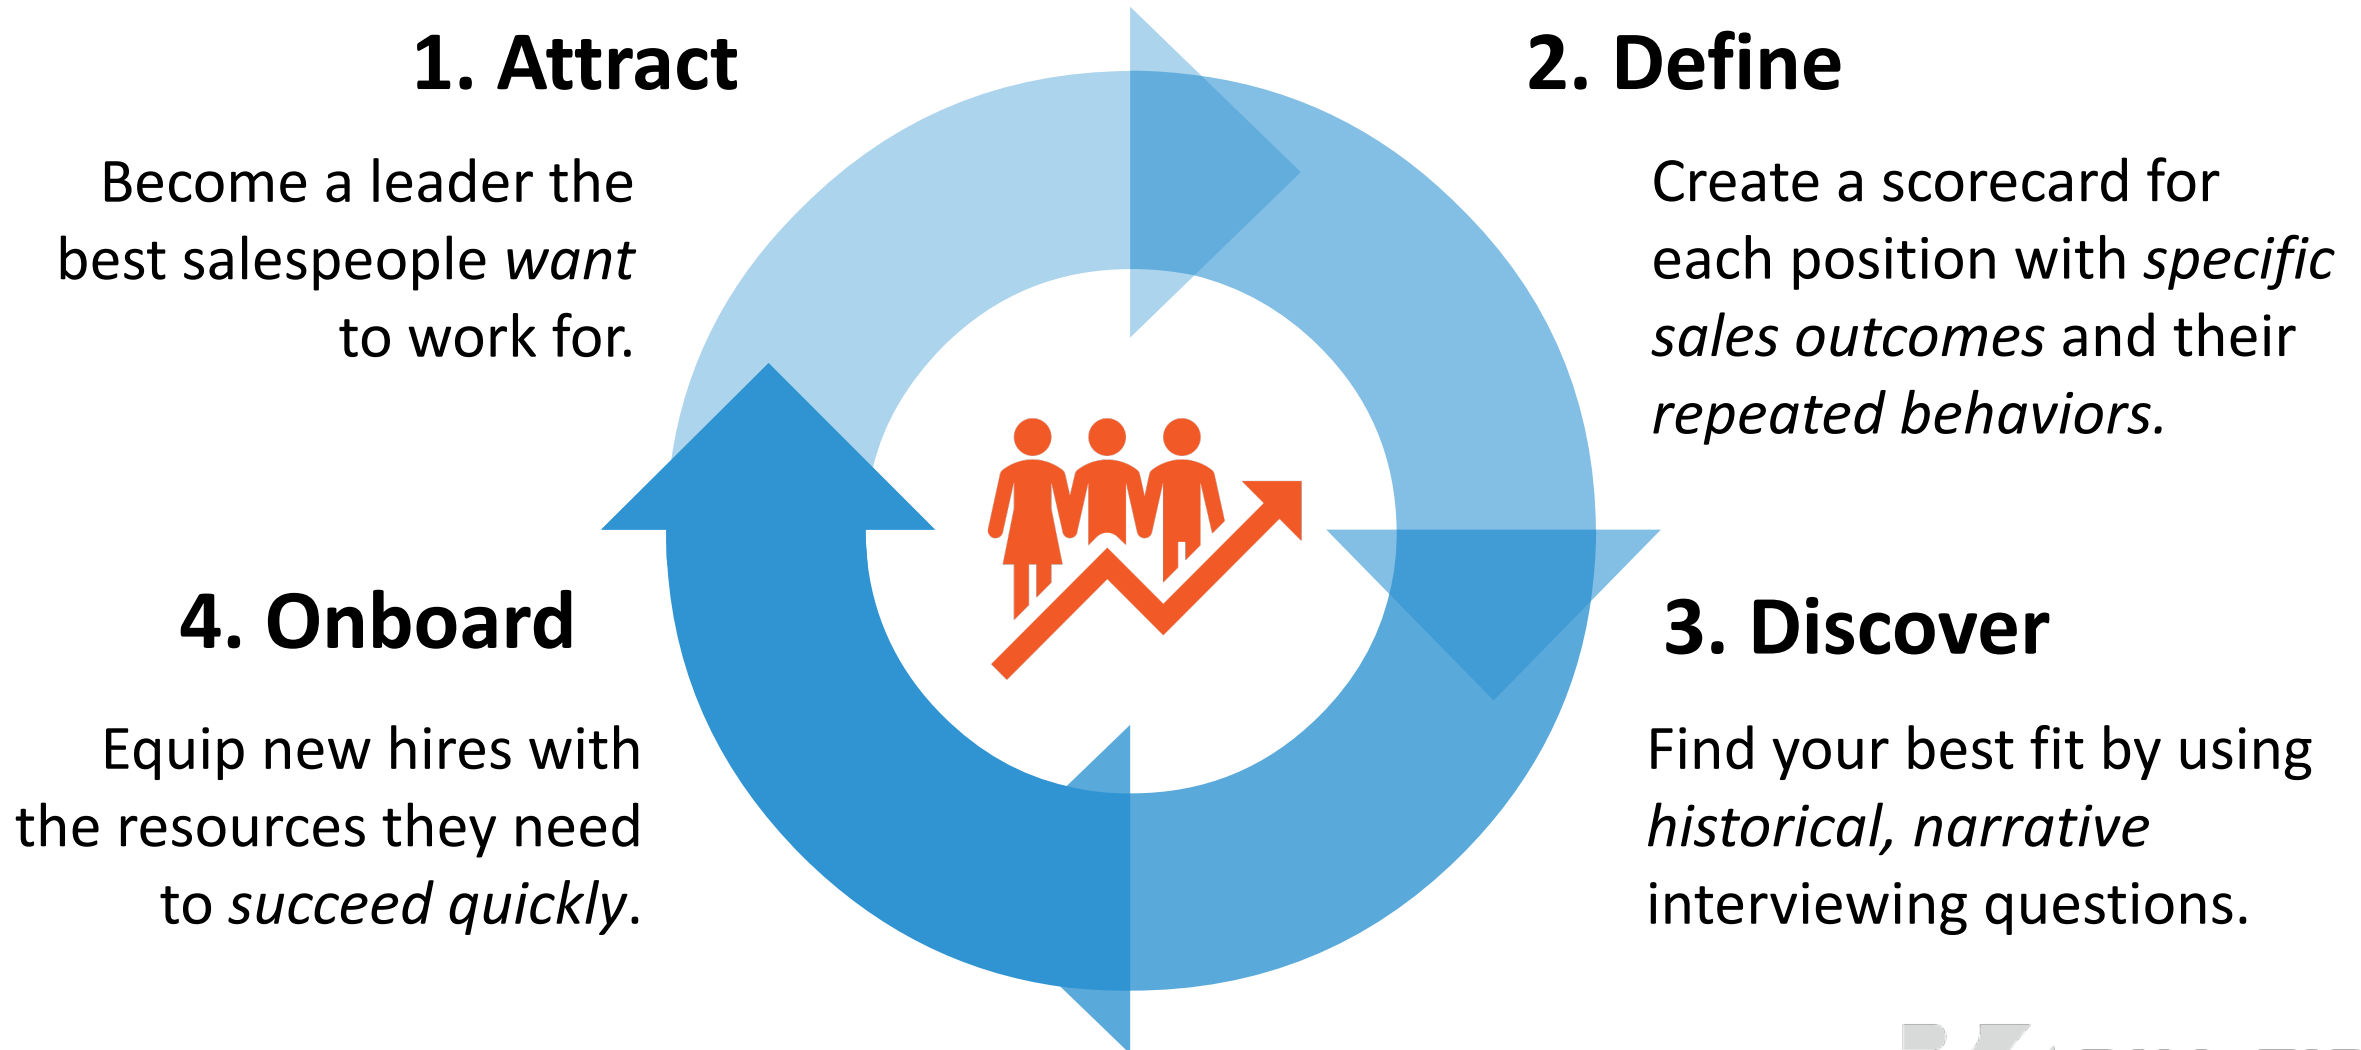 1. Attract
Become a leader the
best salespeople want
to work for.
2. Define
Create a scorecard for
each position with specific
sales outcomes and their
repeated behaviors.
3. Discover
Find your best fit by using
historical, narrative
interviewing questions.
4. Onboard
Equip new hires with
the resources they need
to succeed quickly.